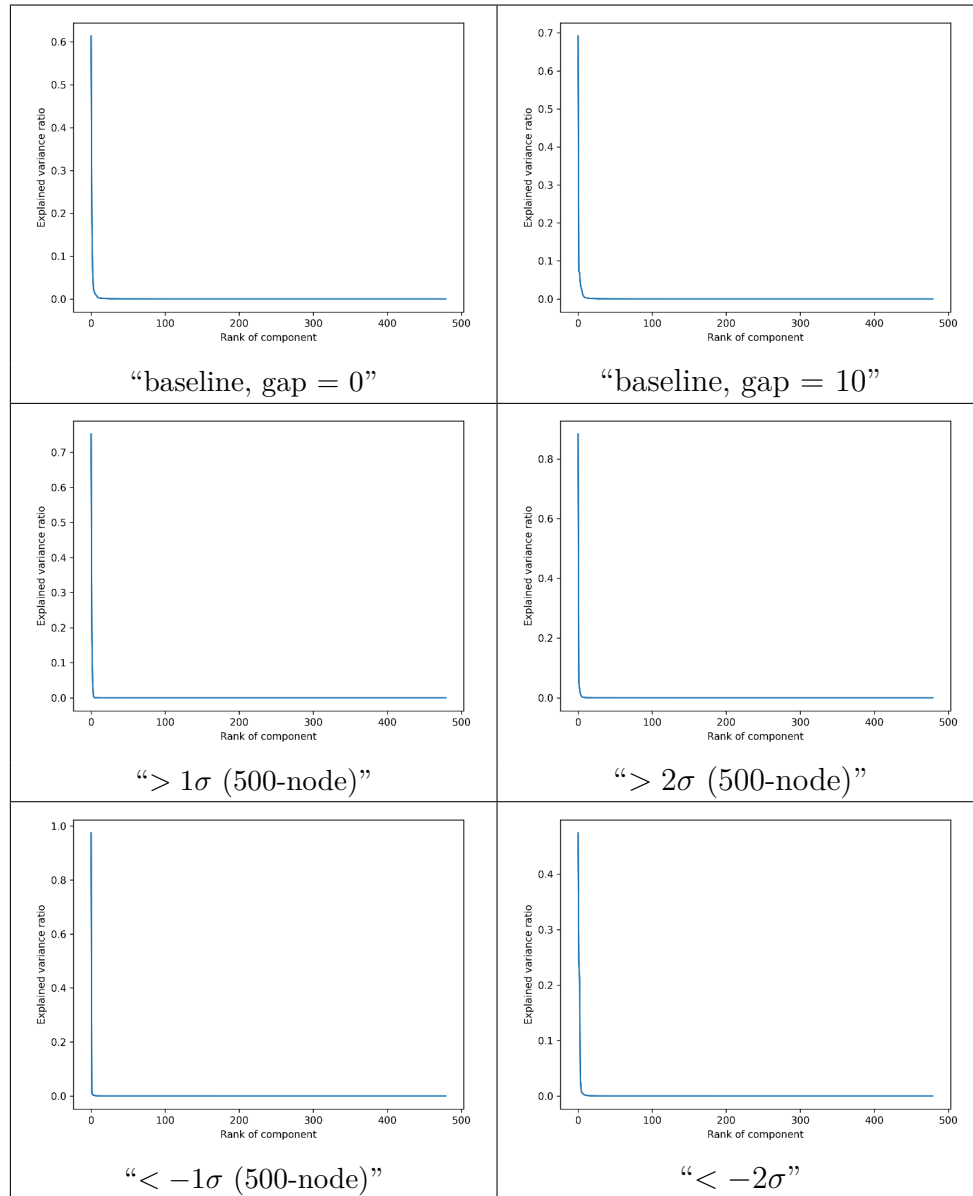 0.6
0.5
0.4
0.3
0.2
0.1
0.0
Explained variance ratio
0 100 200 300 400 500
Rank of component
“baseline, gap = 0”
0.7
0.6
0.5
0.4
0.3
0.2
0.1
0.0
Explained variance ratio
0 100 200 300 400 500
Rank of component
“baseline, gap = 10”
0.7
0.6
0.5
0.4
0.3
0.2
0.1
0.0
Explained variance ratio
0 100 200 300 400 500
Rank of component
“> 1σ (500-node)”
0.8
0.6
0.4
0.2
0.0
Explained variance ratio
0 100 200 300 400 500
Rank of component
“> 2σ (500-node)”
1.0
0.8
0.6
0.4
0.2
0.0
Explained variance ratio
0 100 200 300 400 500
Rank of component
“< −1σ (500-node)”
0.4
0.3
0.2
0.1
0.0
Explained variance ratio
0 100 200 300 400 500
Rank of component
“< −2σ”